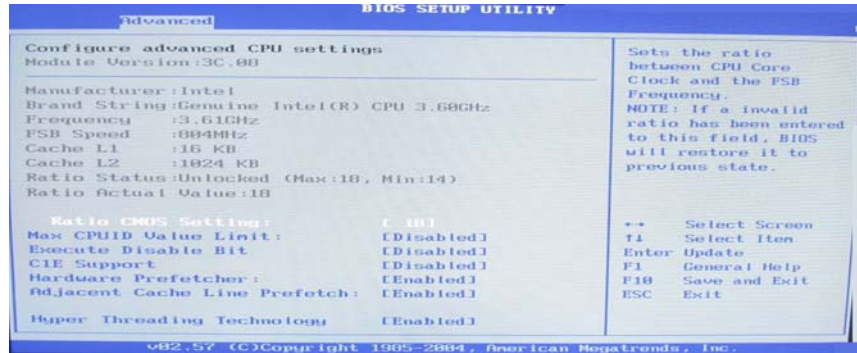 BIOS SETUP UTILITY
Advanced
Configure advanced CPU settings
Module Version:3C.08
Manufacturer:Intel
Brand String:Genuine Intel(R) CPU 3.60GHz
Frequency :3.61GHz
FSB Speed :804MHz
Cache L1 :16 KB
Cache L2 :1024 KB
Ratio Status:Unlocked (Max:18, Min:14)
Ratio Actual Value:18
Ratio CMOS Setting: [ 18]
Max CPUID Value Limit: [Disabled]
Execute Disable Bit [Disabled]
C1E Support [Disabled]
Hardware Prefetcher: [Enabled]
Adjacent Cache Line Prefetch: [Enabled]
Hyper Threading Technology [Enabled]
Sets the ratio
between CPU Core
Clock and the FSB
Frequency.
NOTE: If a invalid
ratio has been entered
to this field, BIOS
will restore it to
previous state.
↔ Select Screen
↑↓ Select Item
Enter Update
F1 General Help
F10 Save and Exit
ESC Exit
v02.57 (C)Copyright 1985-2004, American Megatrends, Inc.